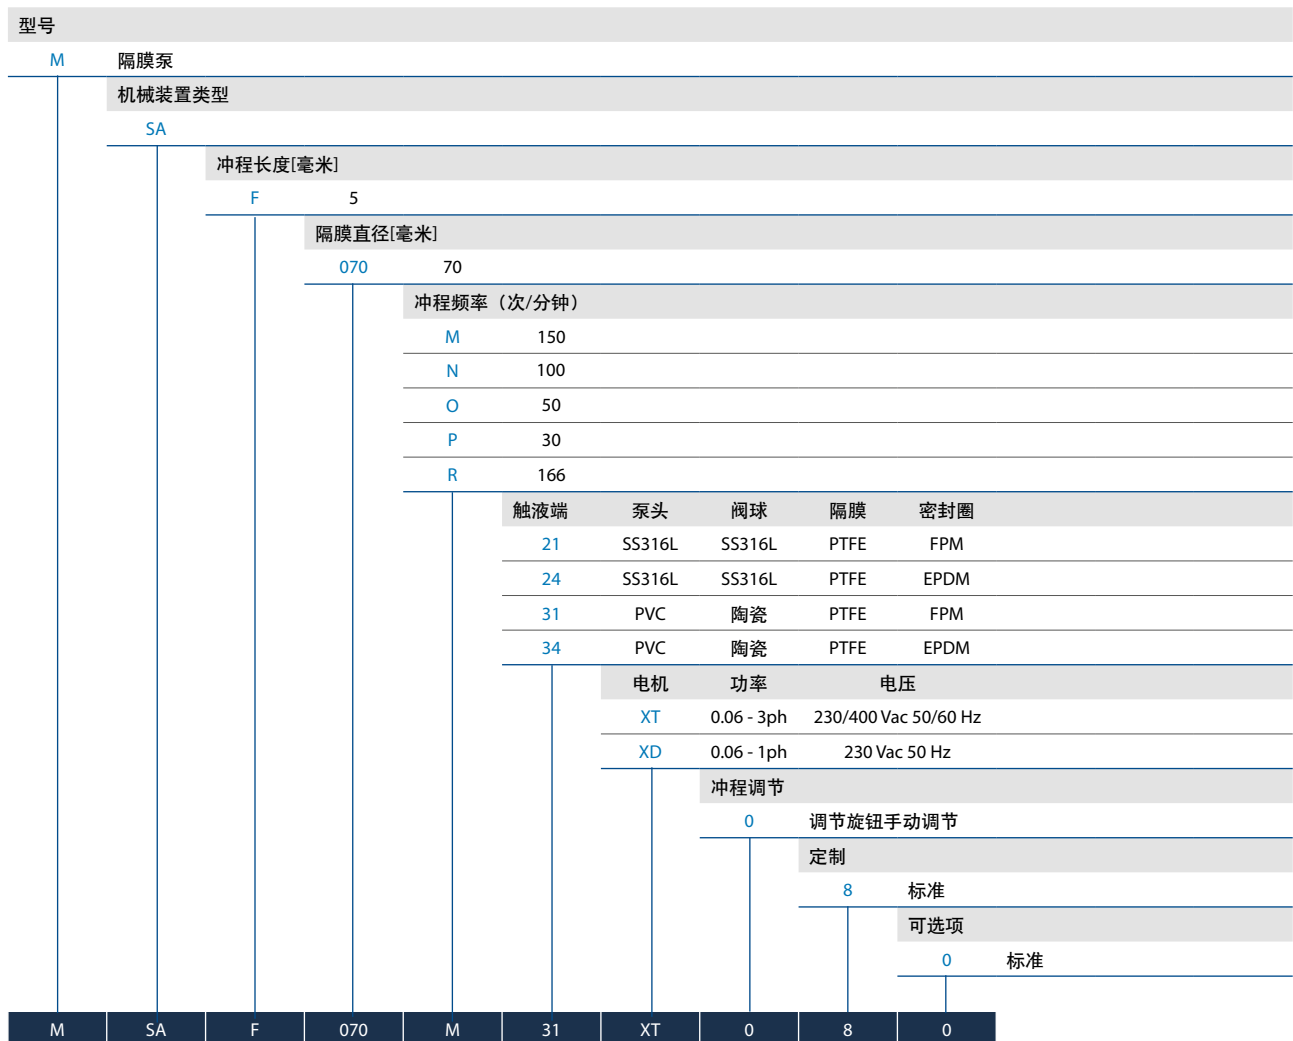 型号
M 隔膜泵
机械装置类型
SA
冲程长度[毫米]
F 5
隔膜直径[毫米]
070 70
冲程频率（次/分钟）
M 150
N 100
O 50
P 30
R 166
触液端 泵头 阀球 隔膜 密封圈
21 SS316L SS316L PTFE FPM
24 SS316L SS316L PTFE EPDM
31 PVC 陶瓷 PTFE FPM
34 PVC 陶瓷 PTFE EPDM
电机 功率 电压
XT 0.06 - 3ph 230/400 Vac 50/60 Hz
XD 0.06 - 1ph 230 Vac 50 Hz
冲程调节
0 调节旋钮手动调节
定制
8 标准
可选项
0 标准
M SA F 070 M 31 XT 0 8 0